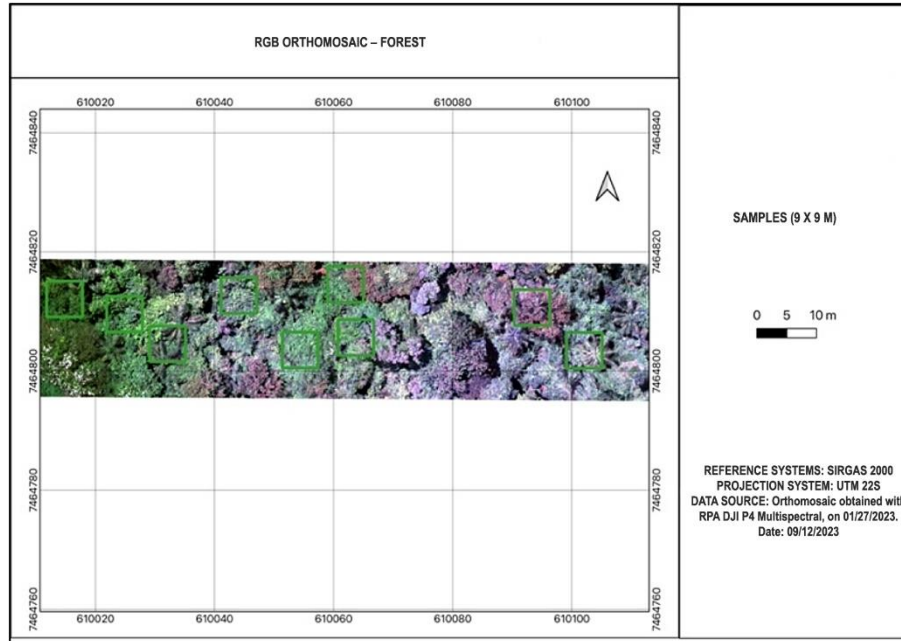 RGB ORTHOMOSAIC – FOREST
610020 610040 610060 610080 610100
7464840 7464840
7464820 7464820
7464800 7464800
7464780 7464780
7464760 7464760
610020 610040 610060 610080 610100
SAMPLES (9 X 9 M)
0 5 10 m
REFERENCE SYSTEMS: SIRGAS 2000
PROJECTION SYSTEM: UTM 22S
DATA SOURCE: Orthomosaic obtained with
RPA DJI P4 Multispectral, on 01/27/2023.
Date: 09/12/2023